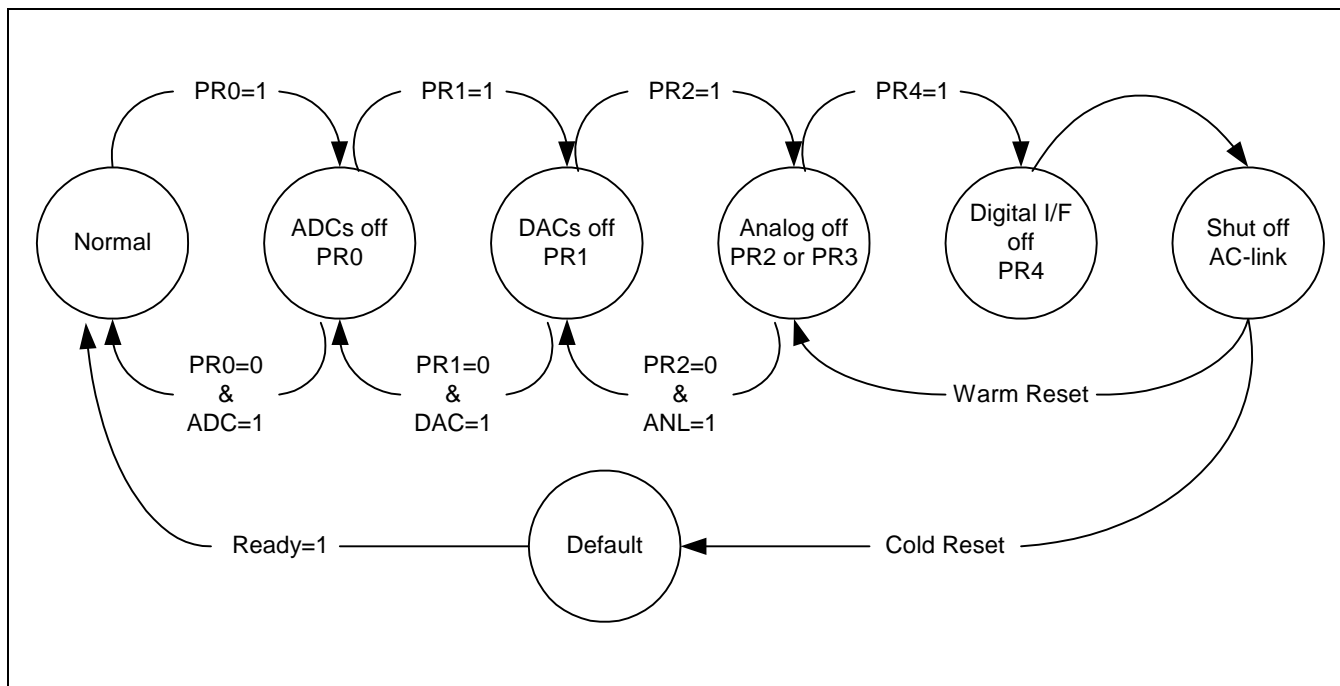 PR0=1
PR1=1
PR2=1
PR4=1
Normal
ADCs off
PR0
DACs off
PR1
Analog off
PR2 or PR3
Digital I/F
off
PR4
Shut off
AC-link
PR0=0
&
ADC=1
PR1=0
&
DAC=1
PR2=0
&
ANL=1
Warm Reset
Ready=1
Default
Cold Reset